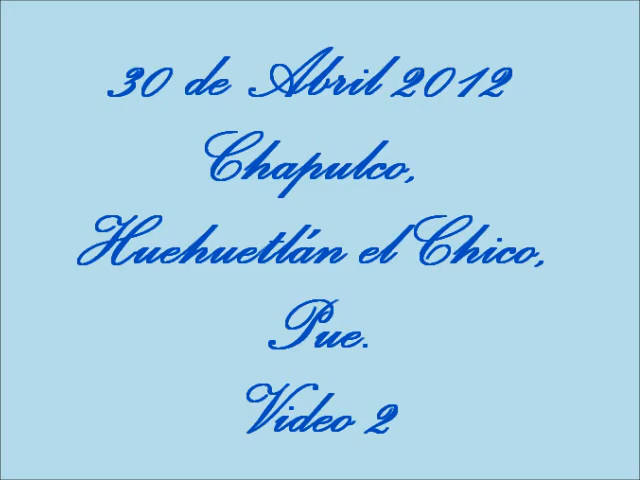 30 de Abril 2012
Chapulco,
Huehuetlán el Chico,
Pue.
Video 2